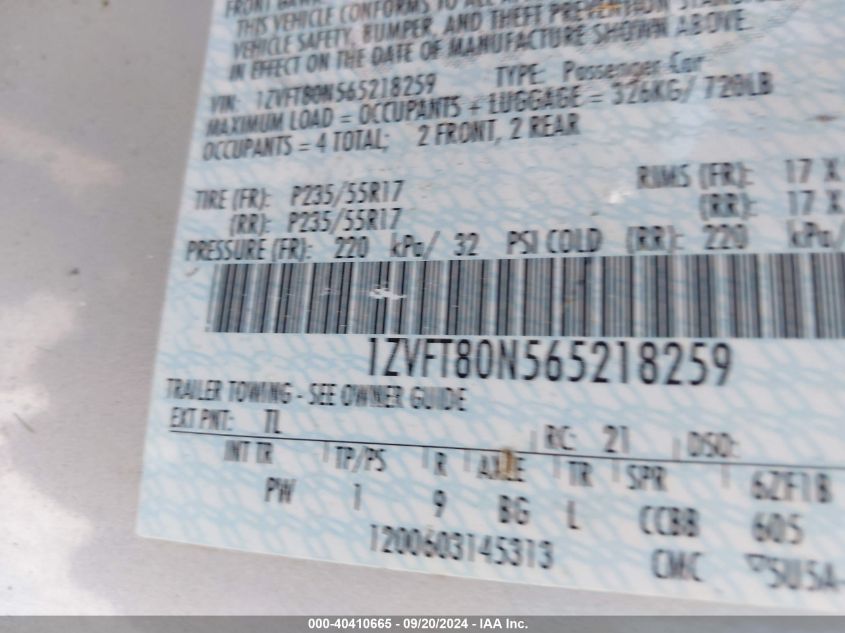 THIS VEHICLE CONFORMS TO ALL
VEHICLE SAFETY, BUMPER, AND THEFT PREVENTION
IN EFFECT ON THE DATE OF MANUFACTURE SHOWN ABOVE.
VIN: 1ZVFT80N565218259 TYPE: Passenger Car
MAXIMUM LOAD = OCCUPANTS + LUGGAGE = 326KG/ 720LB
OCCUPANTS = 4 TOTAL; 2 FRONT, 2 REAR
TIRE (FR): P235/55R17 RIMS (FR): 17 X
(RR): P235/55R17 (RR): 17 X
PRESSURE (FR): 220 kPa/ 32 PSI COLD (RR): 220 kPa/
1ZVFT80N565218259
TRAILER TOWING - SEE OWNER GUIDE
EXT PNT: TL RC: 21 DSO:
INT TR TP/PS R AXLE TR SPR 6ZF1B
PW 1 9 BG L CCBB 605
1200603145313 CMC ▽5U5A-
000-40410665 - 09/20/2024 - IAA Inc.